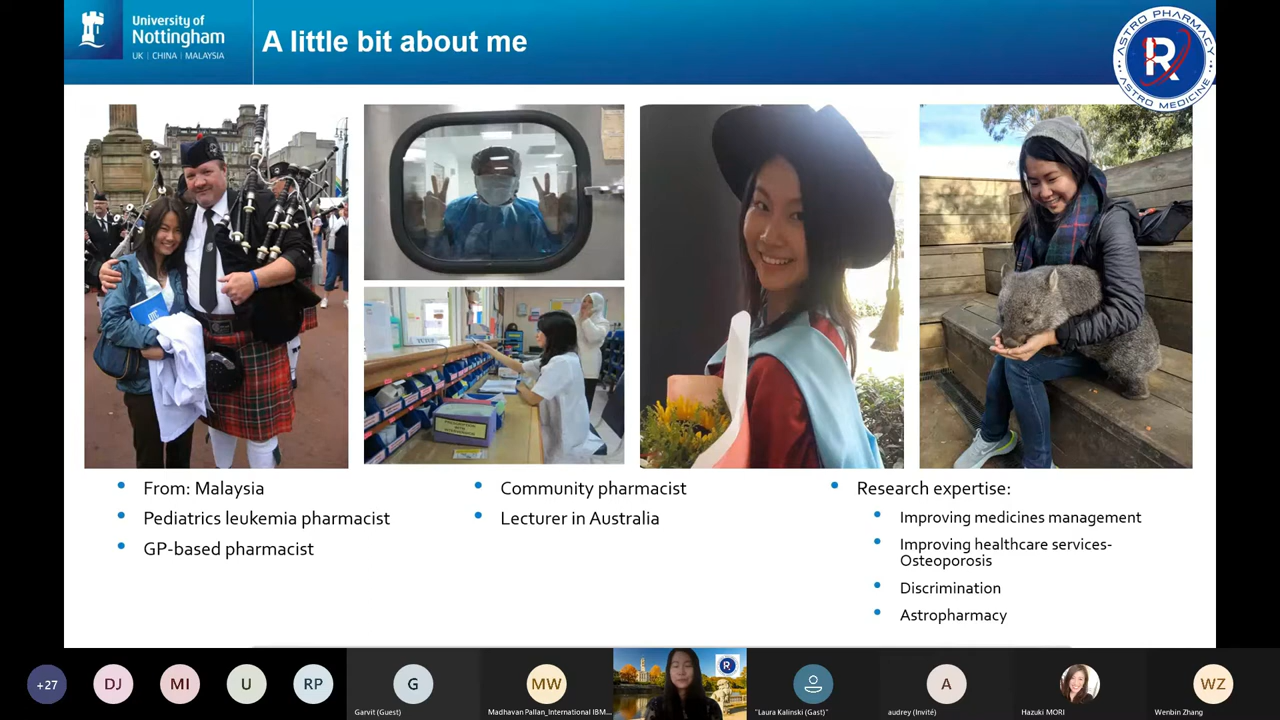 University of
Nottingham
UK | CHINA | MALAYSIA
A little bit about me
ASTRO PHARMACY
R
ASTRO MEDICINE
From: Malaysia
Pediatrics leukemia pharmacist
GP-based pharmacist
Community pharmacist
Lecturer in Australia
Research expertise:
Improving medicines management
Improving healthcare services-
Osteoporosis
Discrimination
Astropharmacy
+27
DJ
MI
U
RP
G
Garvit (Guest)
MW
Madhavan Pallan_International IBM...
"Laura Kalinski (Gast)"
A
audrey (Invité)
Hazuki MORI
WZ
Wenbin Zhang